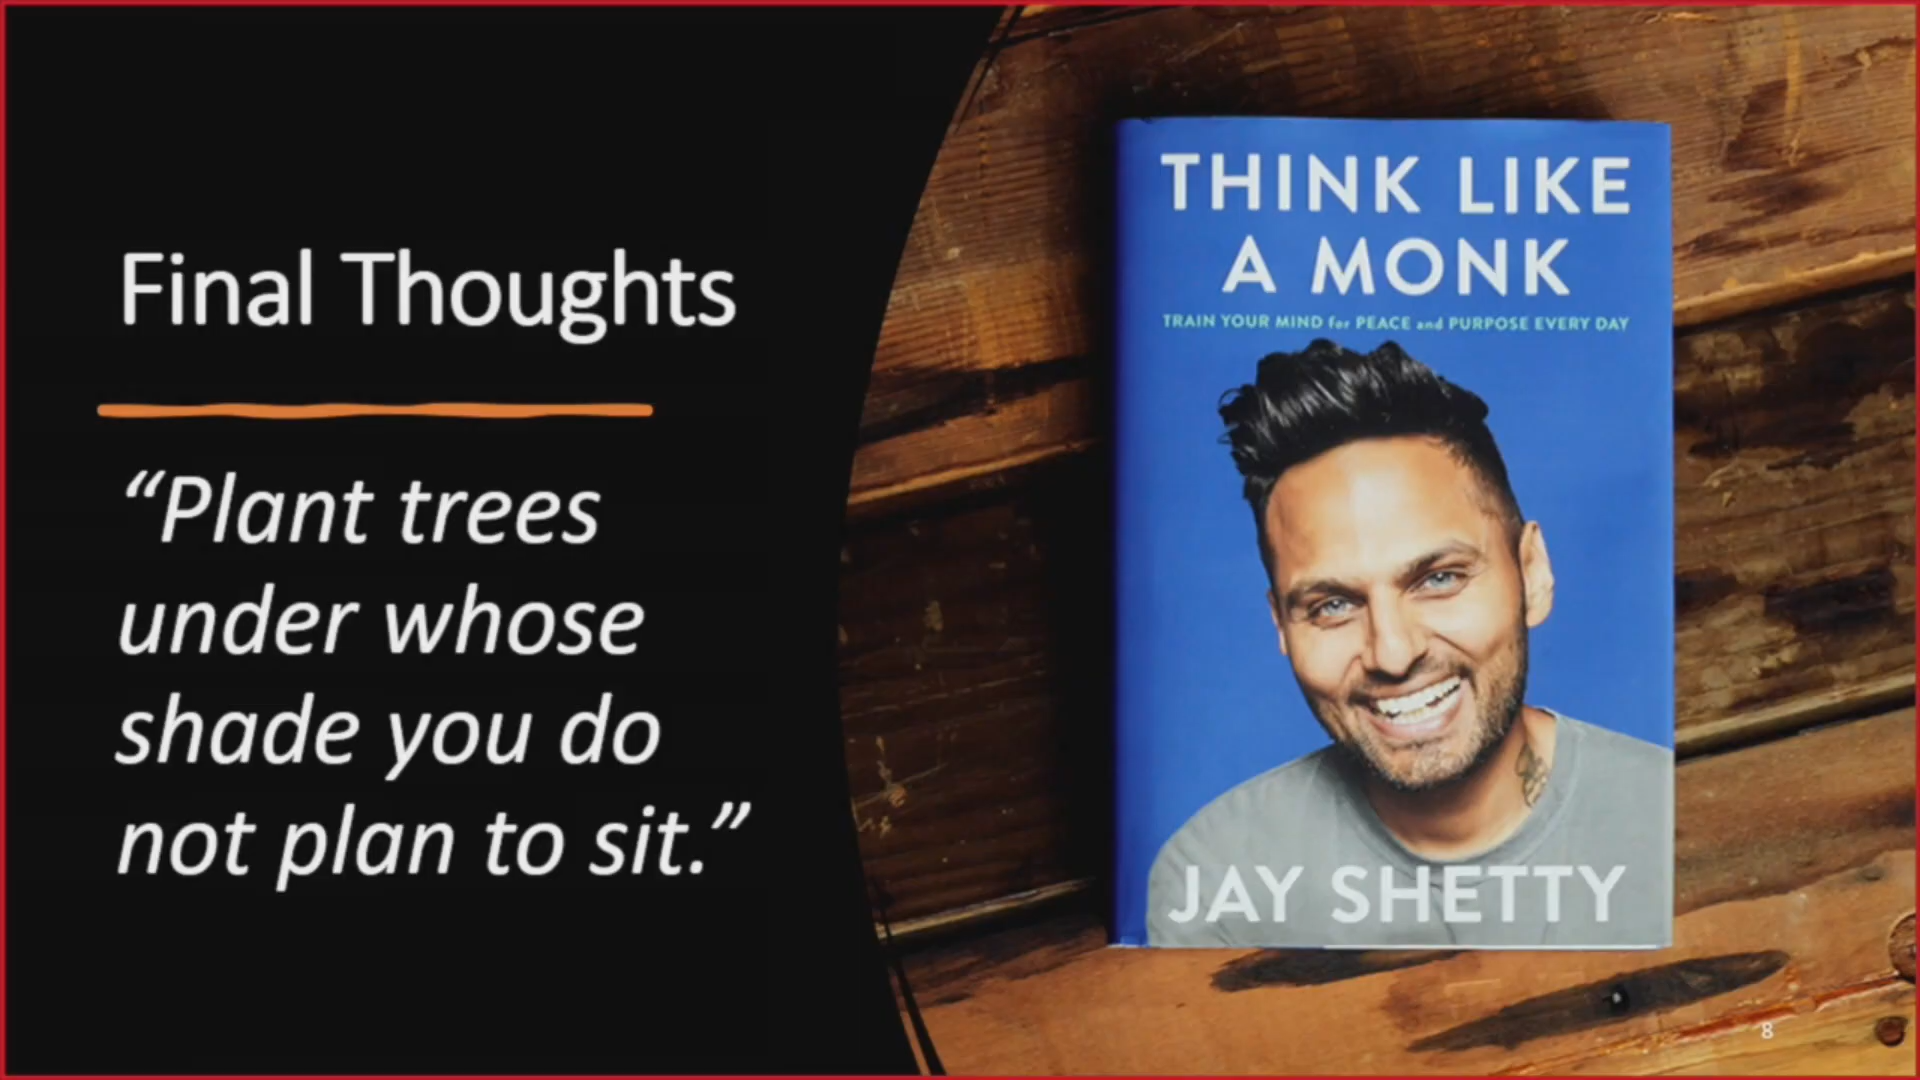 Final Thoughts
“Plant trees
under whose
shade you do
not plan to sit.”
THINK LIKE
A MONK
TRAIN YOUR MIND for PEACE and PURPOSE EVERY DAY
JAY SHETTY
8